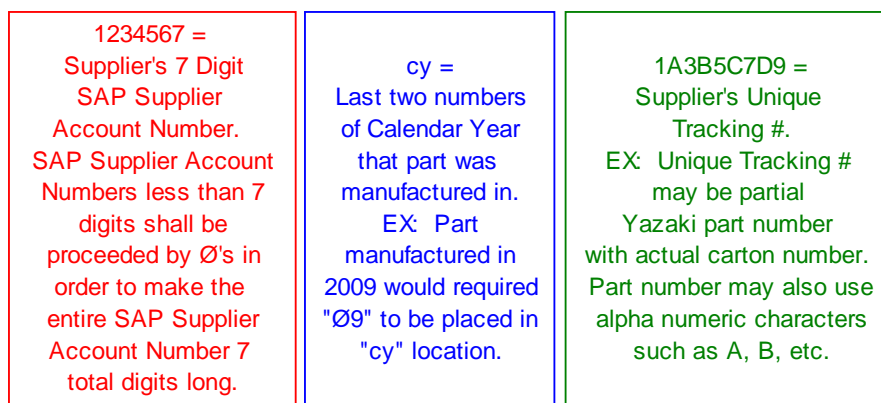 1234567 =
Supplier's 7 Digit
SAP Supplier
Account Number.
SAP Supplier Account
Numbers less than 7
digits shall be
proceeded by Ø's in
order to make the
entire SAP Supplier
Account Number 7
total digits long.
cy =
Last two numbers
of Calendar Year
that part was
manufactured in.
EX:  Part
manufactured in
2009 would required
"Ø9" to be placed in
"cy" location.
1A3B5C7D9 =
Supplier's Unique
Tracking #.
EX:  Unique Tracking #
may be partial
Yazaki part number
with actual carton number.
Part number may also use
alpha numeric characters
such as A, B, etc.